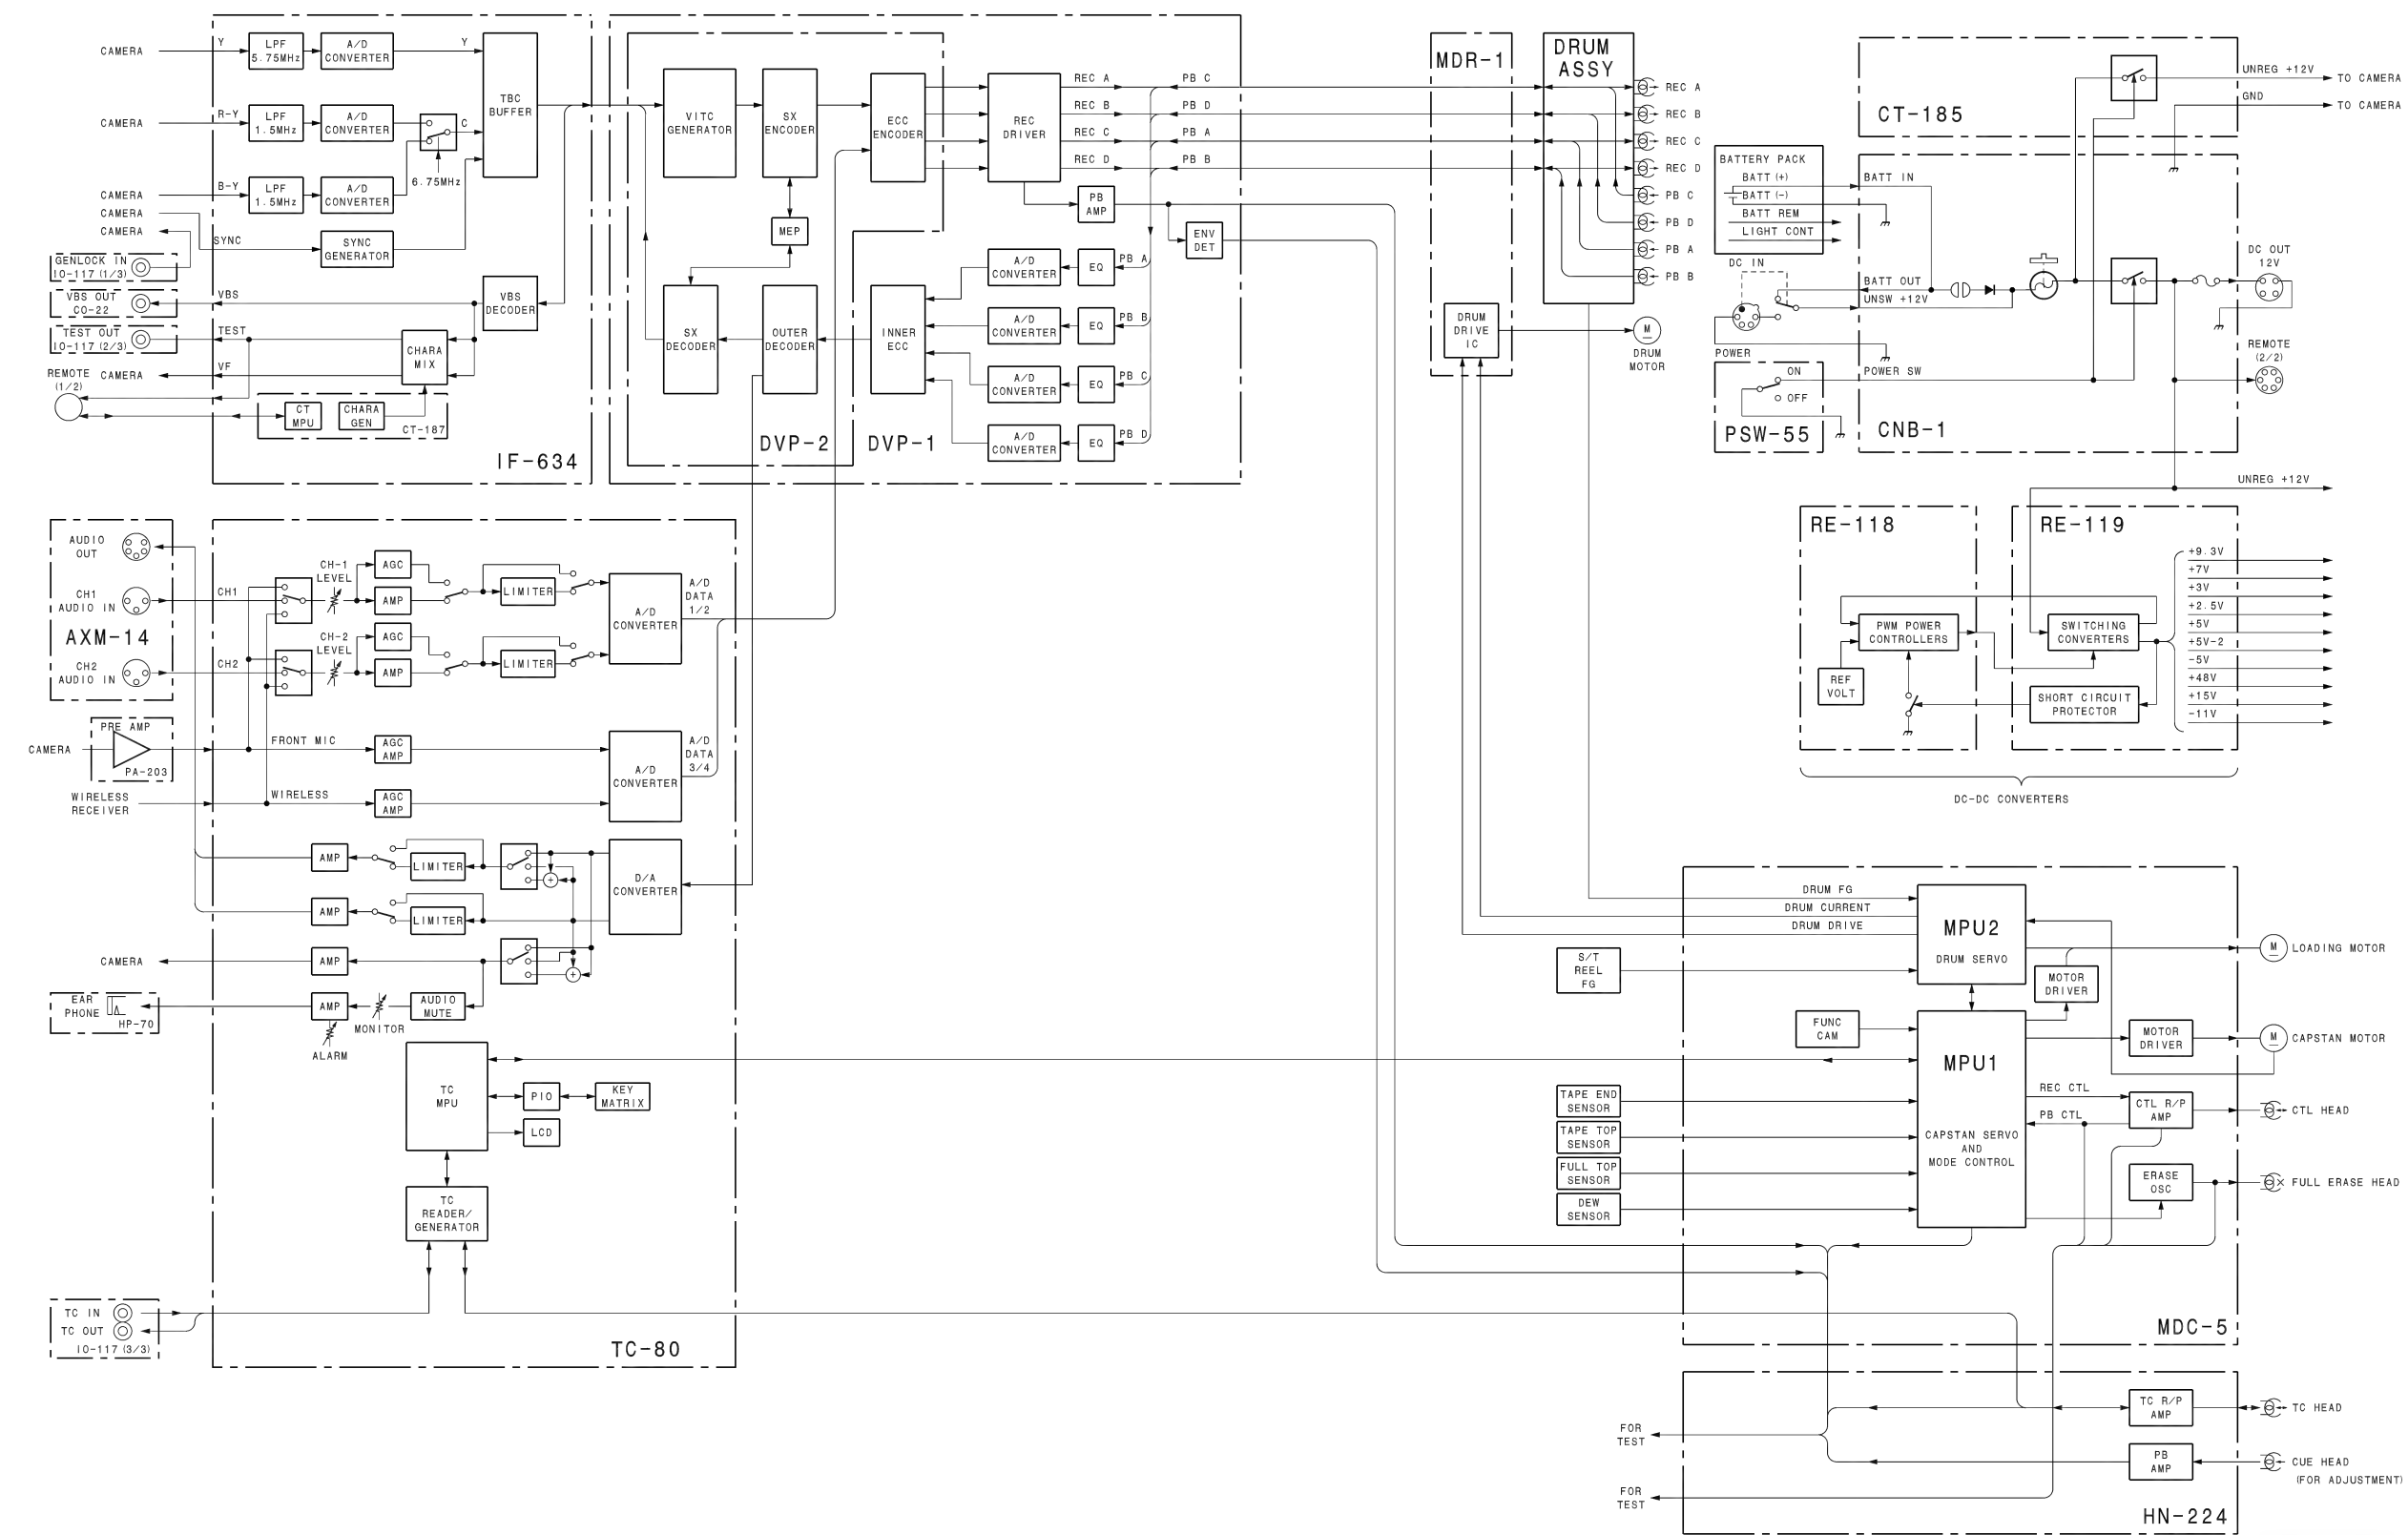 CAMERA
Y
LPF
5.75MHz
A/D
CONVERTER
Y
TBC
BUFFER
CAMERA
R-Y
LPF
1.5MHz
A/D
CONVERTER
C
6.75MHz
CAMERA
B-Y
LPF
1.5MHz
A/D
CONVERTER
CAMERA
CAMERA
SYNC
SYNC
GENERATOR
GENLOCK IN
IO-117 (1/3)
VBS OUT
CO-22
VBS
VBS
DECODER
TEST OUT
IO-117 (2/3)
TEST
CHARA
MIX
REMOTE
(1/2)
CAMERA
VF
CT
MPU
CHARA
GEN
CT-187
IF-634
VITC
GENERATOR
SX
ENCODER
MEP
SX
DECODER
OUTER
DECODER
DVP-2
ECC
ENCODER
REC
DRIVER
REC A
PB C
REC B
PB D
REC C
PB A
REC D
PB B
PB
AMP
ENV
DET
INNER
ECC
A/D
CONVERTER
EQ
PB A
A/D
CONVERTER
EQ
PB B
A/D
CONVERTER
EQ
PB C
A/D
CONVERTER
EQ
PB D
DVP-1
MDR-1
DRUM
DRIVE
IC
DRUM
ASSY
REC A
REC B
REC C
REC D
PB C
PB D
PB A
PB B
M
DRUM
MOTOR
CT-185
UNREG +12V
TO CAMERA
GND
TO CAMERA
BATTERY PACK
BATT (+)
BATT (-)
BATT REM
LIGHT CONT
BATT IN
DC IN
BATT OUT
UNSW +12V
DC OUT
12V
REMOTE
(2/2)
POWER
POWER SW
ON
OFF
PSW-55
CNB-1
UNREG +12V
RE-118
RE-119
PWM POWER
CONTROLLERS
REF
VOLT
SWITCHING
CONVERTERS
SHORT CIRCUIT
PROTECTOR
+9.3V
+7V
+3V
+2.5V
+5V
+5V-2
-5V
+48V
+15V
-11V
DC-DC CONVERTERS
AUDIO
OUT
CH1
AUDIO IN
AXM-14
CH2
AUDIO IN
CH1
CH-1
LEVEL
AGC
AMP
LIMITER
A/D
CONVERTER
A/D
DATA
1/2
CH2
CH-2
LEVEL
AGC
AMP
LIMITER
CAMERA
PRE AMP
PA-203
FRONT MIC
AGC
AMP
A/D
CONVERTER
A/D
DATA
3/4
WIRELESS
RECEIVER
WIRELESS
AGC
AMP
AMP
LIMITER
D/A
CONVERTER
AMP
LIMITER
CAMERA
AMP
EAR
PHONE
HP-70
AMP
ALARM
MONITOR
AUDIO
MUTE
TC
MPU
PIO
KEY
MATRIX
LCD
TC
READER/
GENERATOR
TC IN
TC OUT
IO-117 (3/3)
TC-80
DRUM FG
DRUM CURRENT
DRUM DRIVE
MPU2
DRUM SERVO
S/T
REEL
FG
FUNC
CAM
MPU1
CAPSTAN SERVO
AND
MODE CONTROL
TAPE END
SENSOR
TAPE TOP
SENSOR
FULL TOP
SENSOR
DEW
SENSOR
MOTOR
DRIVER
M
LOADING MOTOR
MOTOR
DRIVER
M
CAPSTAN MOTOR
REC CTL
PB CTL
CTL R/P
AMP
CTL HEAD
ERASE
OSC
FULL ERASE HEAD
MDC-5
TC R/P
AMP
TC HEAD
FOR
TEST
PB
AMP
CUE HEAD
(FOR ADJUSTMENT)
FOR
TEST
HN-224